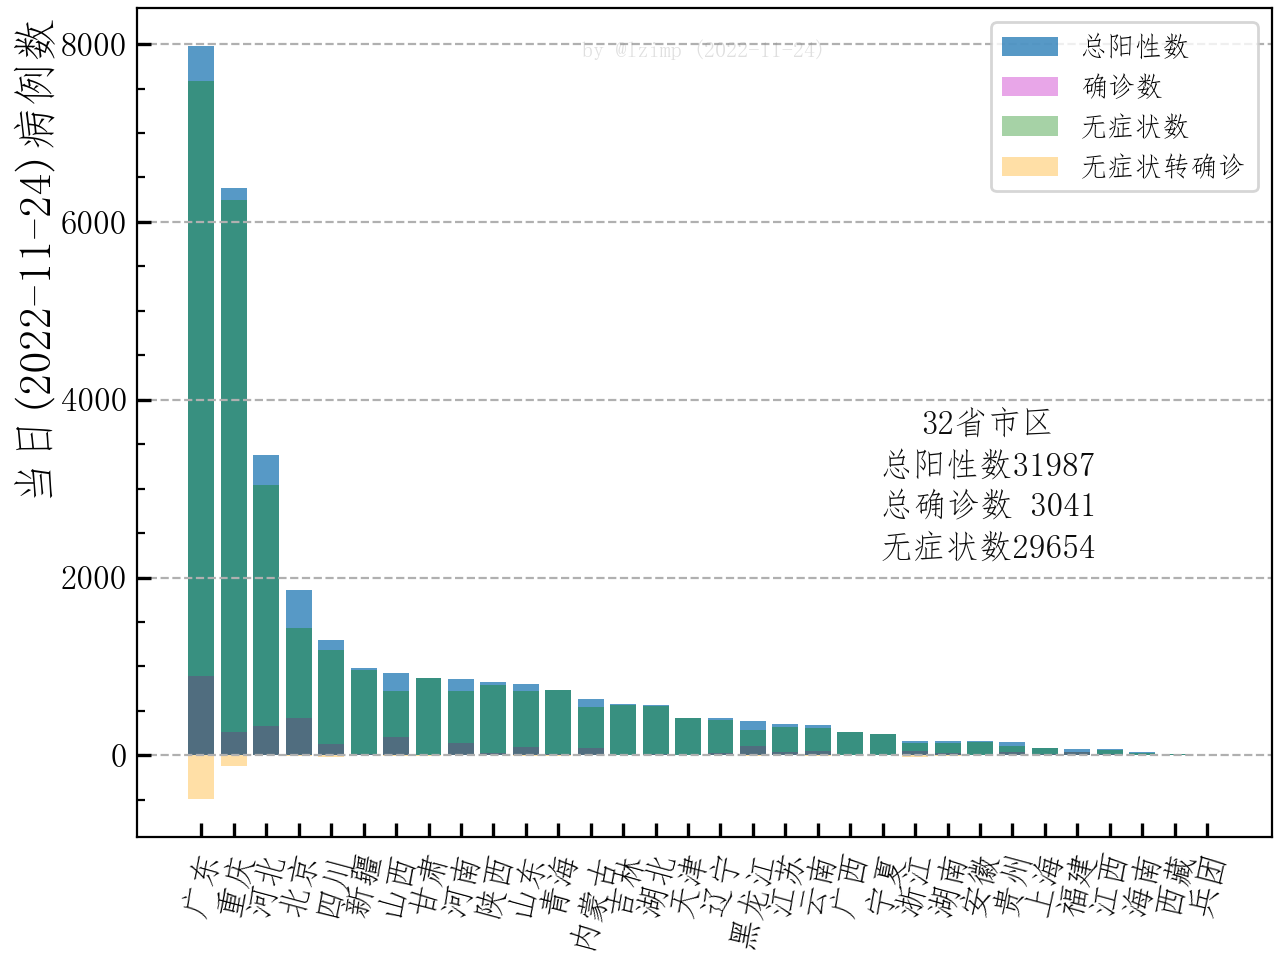 当日(2022-11-24)病例数
8000
6000
4000
2000
0
by @lzimp (2022-11-24)
总阳性数
确诊数
无症状数
无症状转确诊
32省市区
总阳性数31987
总确诊数 3041
无症状数29654
广东
重庆
河北
北京
四川
新疆
山西
甘肃
河南
陕西
山东
青海
内蒙古
吉林
湖北
天津
辽宁
黑龙江
江苏
云南
广西
宁夏
浙江
湖南
安徽
贵州
上海
福建
江西
海南
西藏
兵团